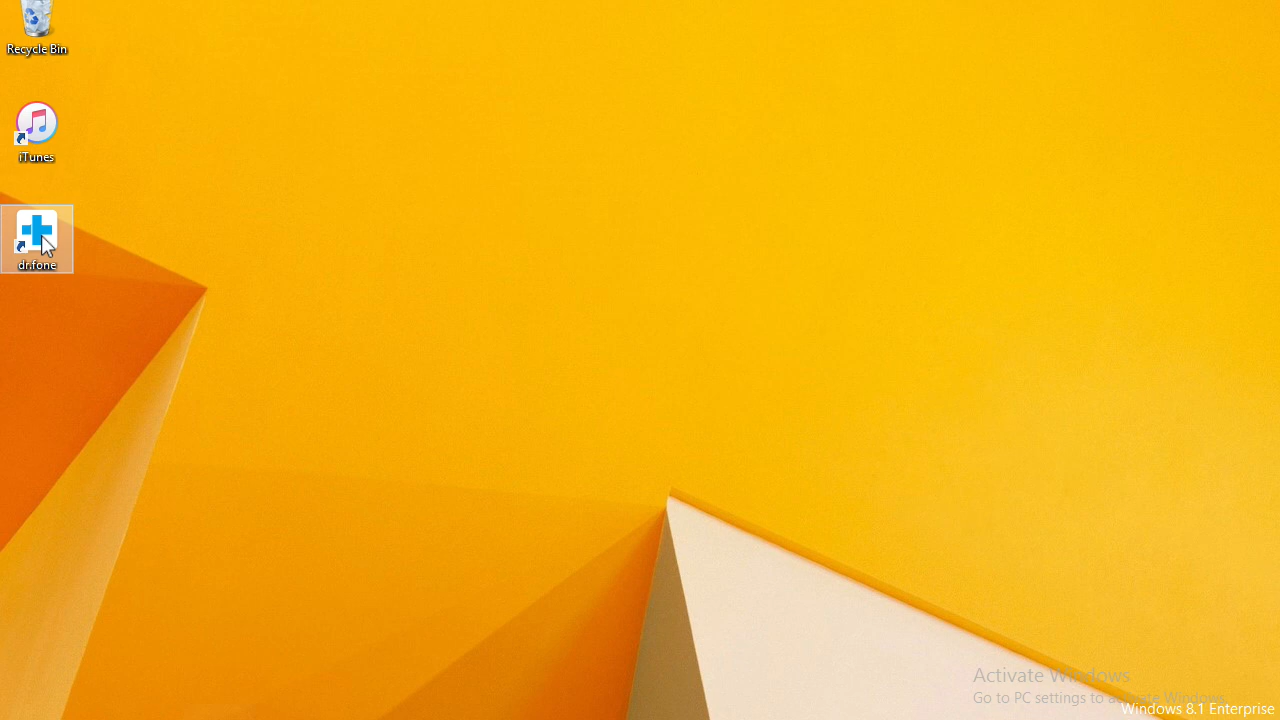 Recycle Bin
iTunes
dr.fone
Activate Windows
Go to PC settings to activate Windows.
Windows 8.1 Enterprise